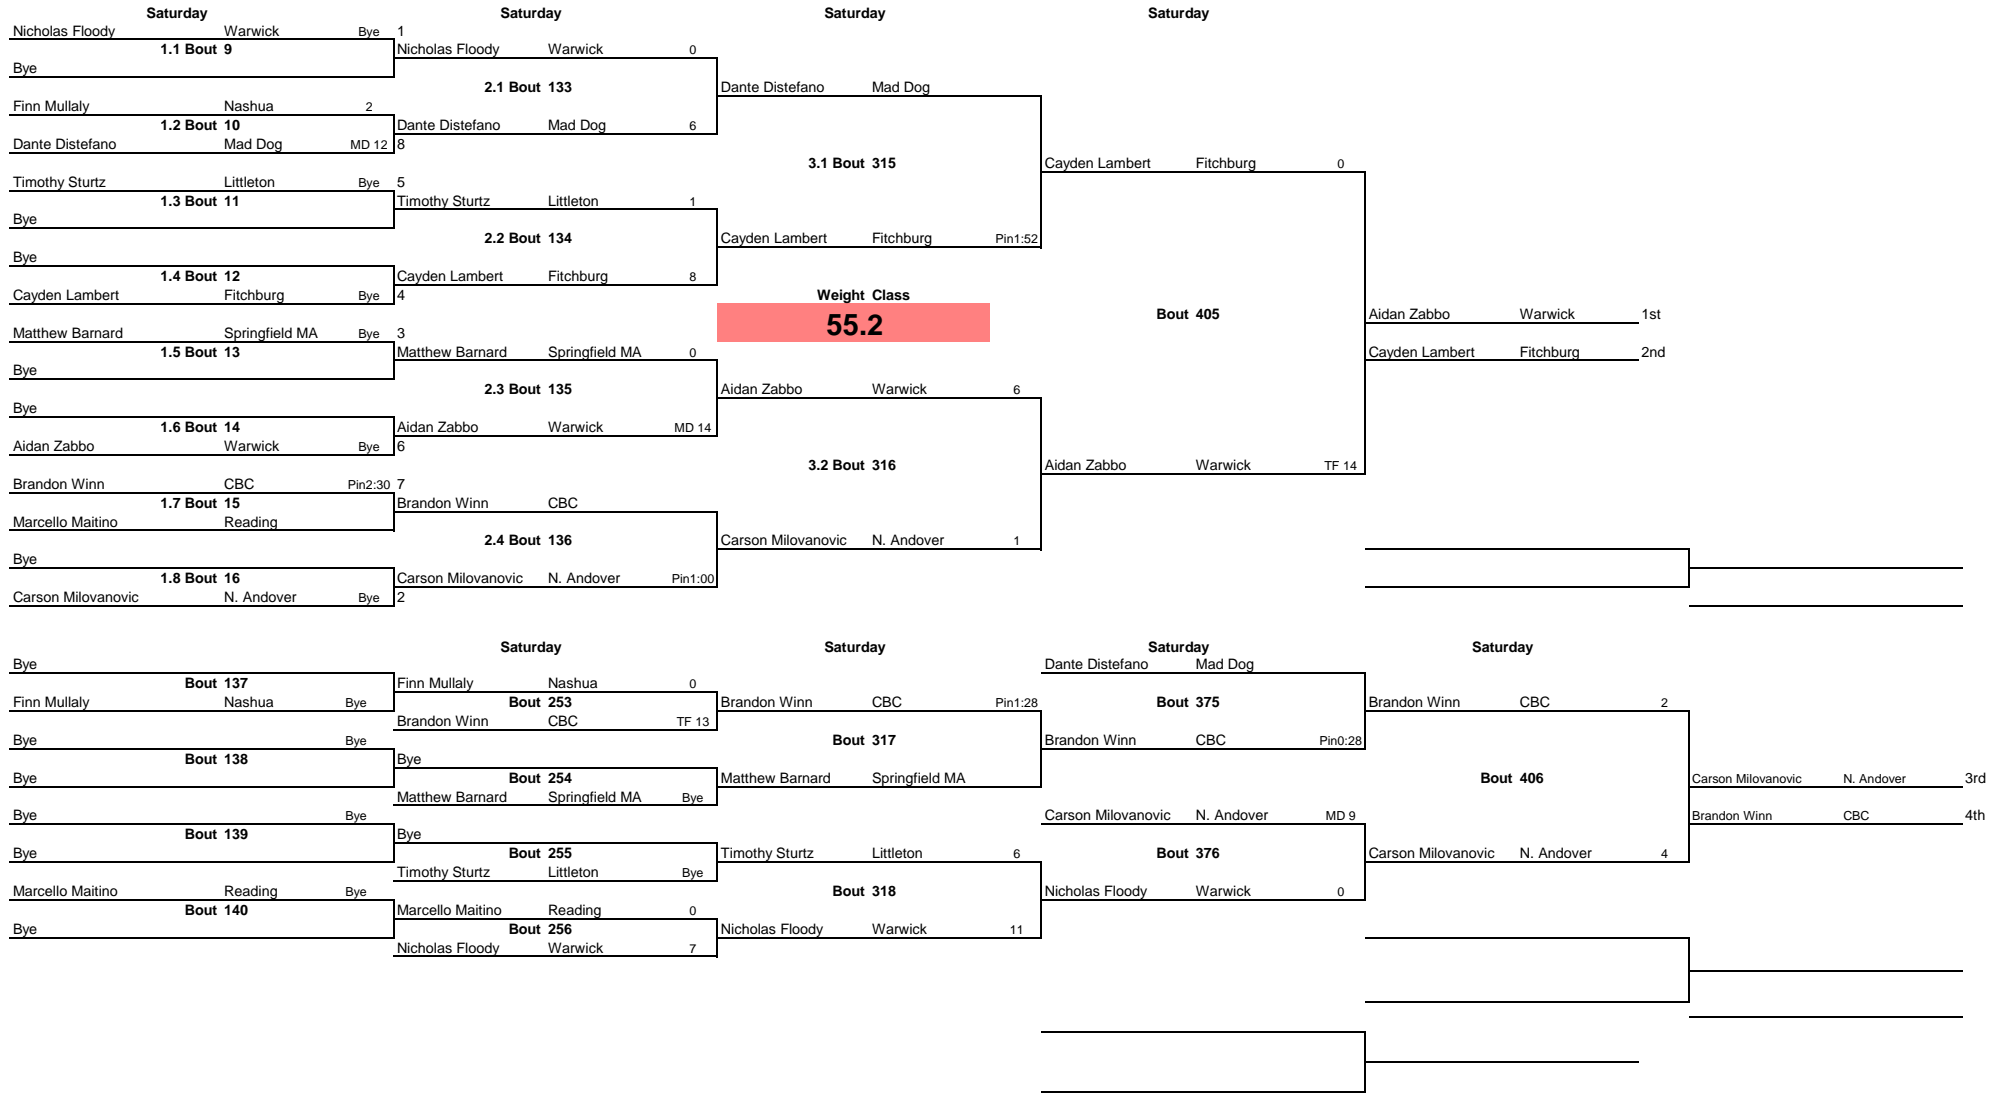 Saturday Saturday Saturday Saturday
Nicholas Floody Warwick Bye 1
1.1 Bout 9 Nicholas Floody Warwick 0
Bye
2.1 Bout 133 Dante Distefano Mad Dog
Finn Mullaly Nashua 2
1.2 Bout 10 Dante Distefano Mad Dog 6
Dante Distefano Mad Dog MD 12 8
3.1 Bout 315 Cayden Lambert Fitchburg 0
Timothy Sturtz Littleton Bye 5
1.3 Bout 11 Timothy Sturtz Littleton 1
Bye
2.2 Bout 134 Cayden Lambert Fitchburg Pin1:52
Bye
1.4 Bout 12 Cayden Lambert Fitchburg 8
Cayden Lambert Fitchburg Bye 4 Weight Class
55.2 Bout 405 Aidan Zabbo Warwick 1st
Matthew Barnard Springfield MA Bye 3
1.5 Bout 13 Matthew Barnard Springfield MA 0 Cayden Lambert Fitchburg 2nd
Bye
2.3 Bout 135 Aidan Zabbo Warwick 6
Bye
1.6 Bout 14 Aidan Zabbo Warwick MD 14
Aidan Zabbo Warwick Bye 6
3.2 Bout 316 Aidan Zabbo Warwick TF 14
Brandon Winn CBC Pin2:30 7
1.7 Bout 15 Brandon Winn CBC
Marcello Maitino Reading
2.4 Bout 136 Carson Milovanovic N. Andover 1
Bye
1.8 Bout 16 Carson Milovanovic N. Andover Pin1:00
Carson Milovanovic N. Andover Bye 2
Saturday Saturday Saturday Saturday
Bye Dante Distefano Mad Dog
Bout 137 Finn Mullaly Nashua 0
Finn Mullaly Nashua Bye Bout 253 Brandon Winn CBC Pin1:28 Bout 375 Brandon Winn CBC 2
Brandon Winn CBC TF 13
Bye Bye Bout 317 Brandon Winn CBC Pin0:28
Bout 138 Bye
Bye Bout 254 Matthew Barnard Springfield MA Bout 406 Carson Milovanovic N. Andover 3rd
Matthew Barnard Springfield MA Bye
Bye Bye Carson Milovanovic N. Andover MD 9 Brandon Winn CBC 4th
Bout 139 Bye
Bye Bout 255 Timothy Sturtz Littleton 6 Bout 376 Carson Milovanovic N. Andover 4
Timothy Sturtz Littleton Bye
Marcello Maitino Reading Bye Bout 318 Nicholas Floody Warwick 0
Bout 140 Marcello Maitino Reading 0
Bye Bout 256 Nicholas Floody Warwick 11
Nicholas Floody Warwick 7